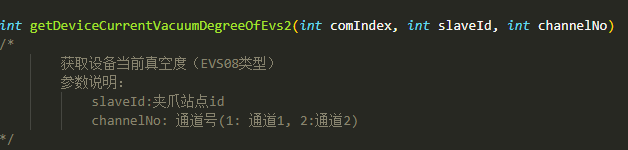 int getDeviceCurrentVacuumDegreeOfEvs2(int comIndex, int slaveId, int channelNo)
/*
获取设备当前真空度（EVS08类型）
参数说明：
slaveId:夹爪站点id
channelNo: 通道号(1: 通道1, 2:通道2)
*/